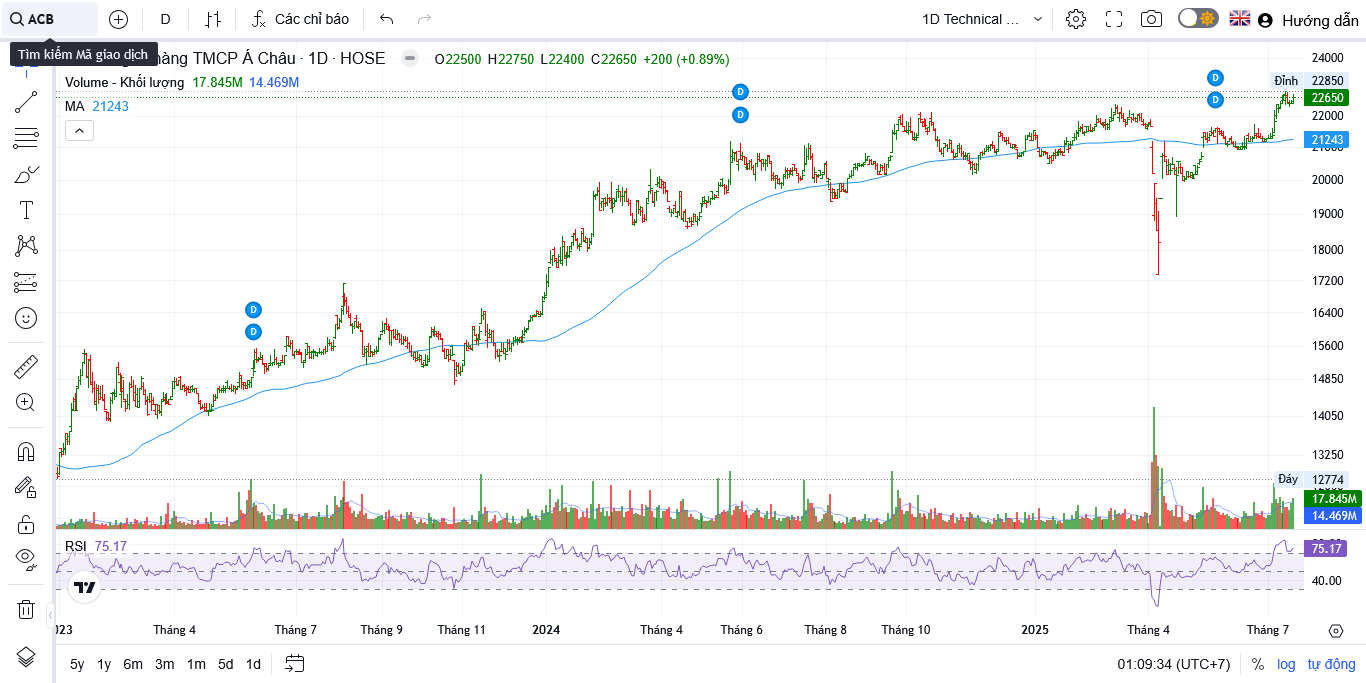 ACB
D
Các chỉ báo
1D Technical ...
Hướng dẫn
Tìm kiếm Mã giao dịch
hàng TMCP Á Châu · 1D · HOSE
O22500 H22750 L22400 C22650 +200 (+0.89%)
Volume - Khối lượng 17.845M 14.469M
MA 21243
D
D
D
D
D
D
24000
Đỉnh 22850
22650
22000
21243
20000
19000
18000
17200
16400
15600
14850
14050
13250
Đáy 12774
17.845M
14.469M
RSI 75.17
75.17
40.00
023
Tháng 4
Tháng 7
Tháng 9
Tháng 11
2024
Tháng 4
Tháng 6
Tháng 8
Tháng 10
2025
Tháng 4
Tháng 7
5y 1y 6m 3m 1m 5d 1d
01:09:34 (UTC+7)
% log tự động